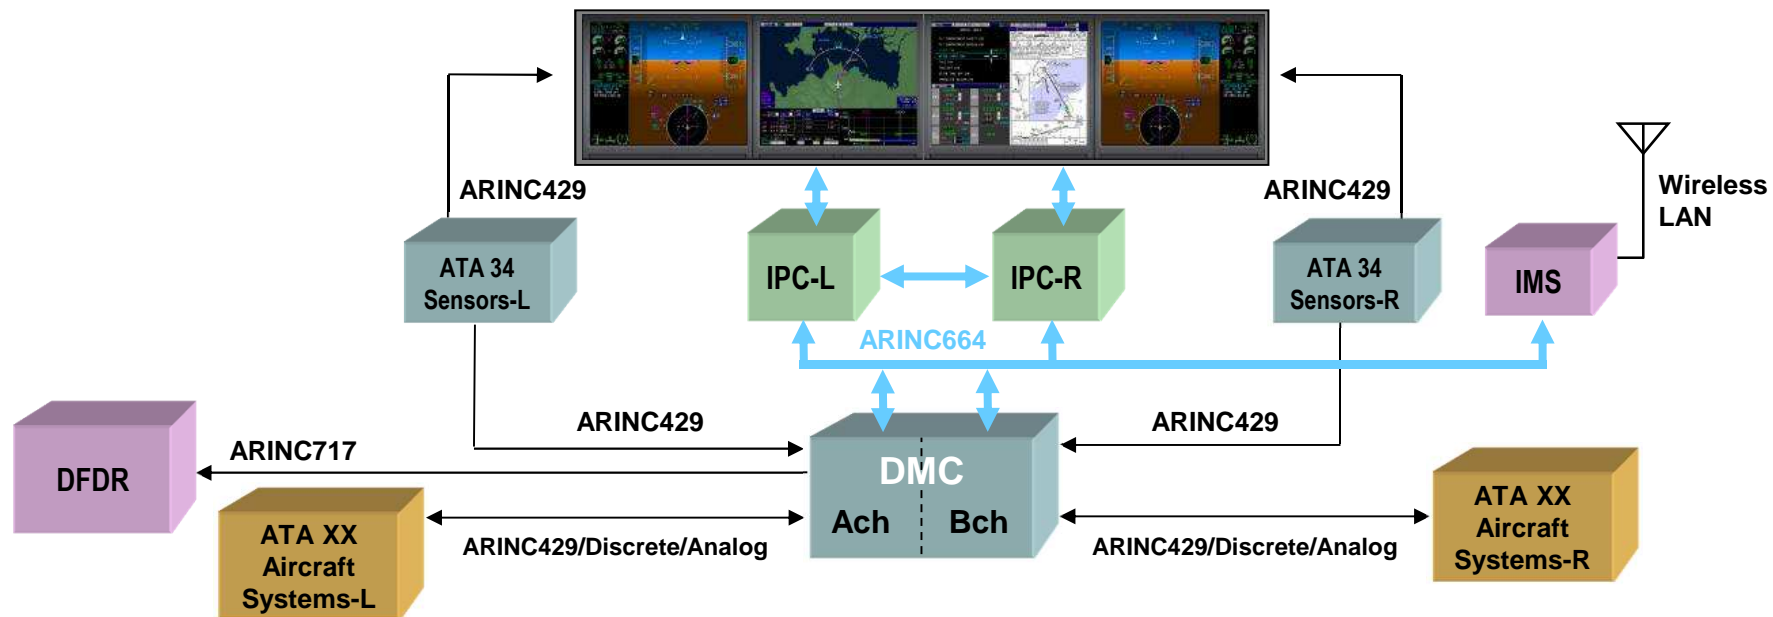 ARINC429
ARINC429
Wireless
LAN
ATA 34
Sensors-L
IPC-L
IPC-R
ATA 34
Sensors-R
IMS
ARINC664
ARINC429
ARINC429
ARINC717
DFDR
DMC
Ach
Bch
ATA XX
Aircraft
Systems-L
ARINC429/Discrete/Analog
ARINC429/Discrete/Analog
ATA XX
Aircraft
Systems-R